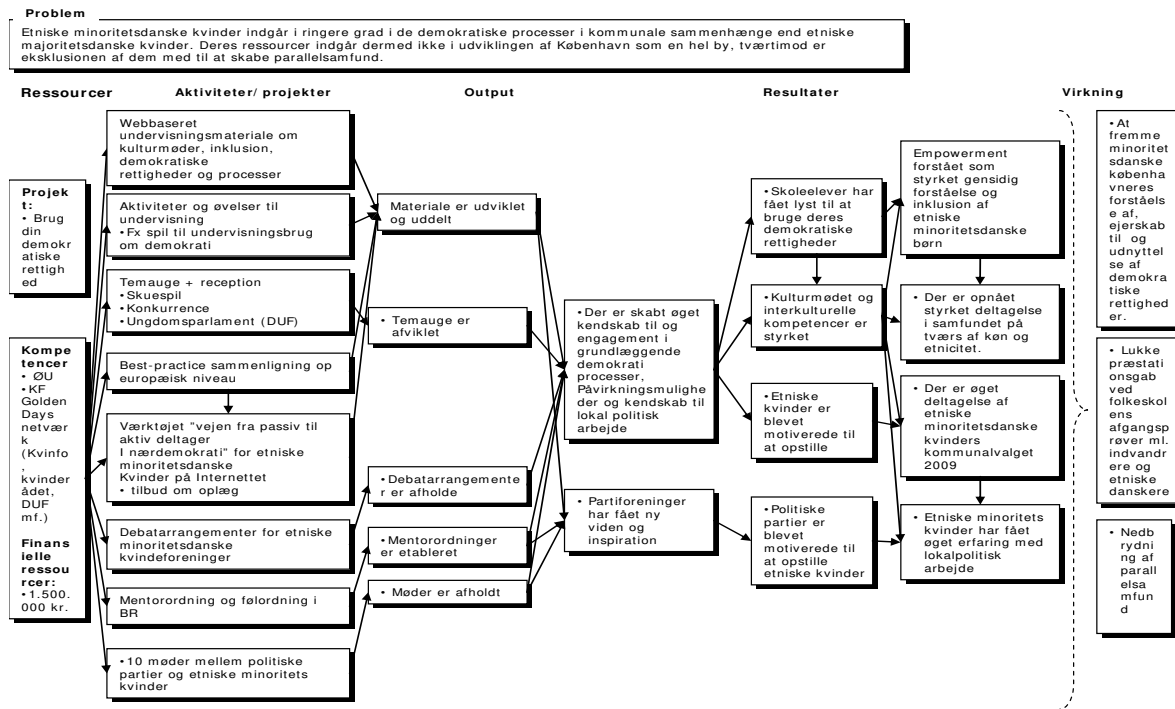 Problem
Etniske minoritetsdanske kvinder indgår i ringere grad i de demokratiske processer i kommunale sammenhænge end etniske
majoritetsdanske kvinder. Deres ressourcer indgår dermed ikke i udviklingen af København som en hel by, tværtimod er
eksklusionen af dem med til at skabe parallelsamfund.
Ressourcer
Projek
t:
• Brug
din
demokr
atiske
rettigh
ed
Kompe
tencer
• ØU
• KF
Golden
Days
netvær
k
(Kvinfo
,
kvinder
ådet,
DUF
mf.)
Finans
ielle
ressou
rcer:
• 1.500.
000 kr.
Aktiviteter/ projekter
Webbaseret
undervisningsmateriale om
kulturmøder, inklusion,
demokratiske
rettigheder og processer
Aktiviteter og øvelser til
undervisning
• Fx spil til undervisningsbrug
om demokrati
Temauge + reception
• Skuespil
• Konkurrence
• Ungdomsparlament (DUF)
Best-practice sammenligning op
europæisk niveau
Værktøjet "vejen fra passiv til
aktiv deltager
I nærdemokrati" for etniske
minoritetsdanske
Kvinder på Internettet
• tilbud om oplæg
Debatarrangementer for etniske
minoritetsdanske
kvindeforeninger
Mentorordning og følordning i
BR
• 10 møder mellem politiske
partier og etniske minoritets
kvinder
Output
Materiale er udviklet
og uddelt
• Temauge er
afviklet
• Debatarrangemente
r er afholde
• Mentorordninger
er etableret
• Møder er afholdt
Resultater
• Der er skabt øget
kendskab til og
engagement i
grundlæggende
demokrati
processer,
Påvirkningsmulighe
der og kendskab til
lokal politisk
arbejde
• Partiforeninger
har fået ny
viden og
inspiration
• Skoleelever har
fået lyst til at
bruge deres
demokratiske
rettigheder
• Kulturmødet og
interkulturelle
kompetencer er
styrket
• Etniske
kvinder er
blevet
motiverede til
at opstille
• Politiske
partier er
blevet
motiverede til
at opstille
etniske kvinder
Empowerment
forstået som
styrket gensidig
forståelse og
inklusion af
etniske
minoritetsdanske
børn
• Der er opnået
styrket deltagelse
i samfundet på
tværs af køn og
etnicitet.
• Der er øget
deltagelse af
etniske
minoritetsdanske
kvinders
kommunalvalget
2009
• Etniske minoritets
kvinder har fået
øget erfaring med
lokalpolitisk
arbejde
Virkning
• At
fremme
minoritet
sdanske
københa
vneres
forståels
e af,
ejerskab
til og
udnyttel
se af
demokra
tiske
rettighed
er.
• Lukke
præstati
onsgab
ved
folkeskol
ens
afgangsp
røver ml.
indvandr
ere og
etniske
danskere
• Nedb
rydni
ng af
parall
elsa
mfun
d